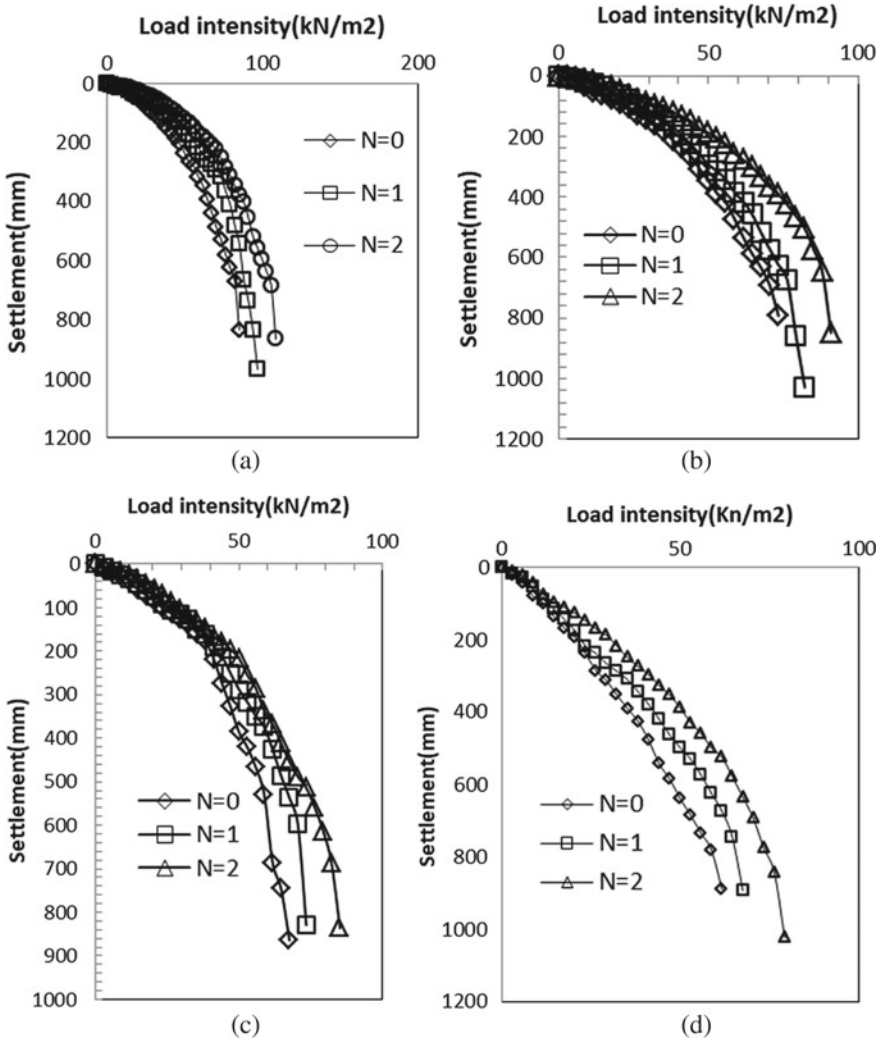 Load intensity(kN/m2)
0 100 200
0
200
400
600
800
1000
1200
Settlement(mm)
N=0
N=1
N=2
(a)
Load intensity(kN/m2)
0 50 100
0
200
400
600
800
1000
1200
Settlement(mm)
N=0
N=1
N=2
(b)
Load intensity(kN/m2)
0 50 100
0
100
200
300
400
500
600
700
800
900
1000
Settlement(mm)
N=0
N=1
N=2
(c)
Load intensity(Kn/m2)
0 50 100
0
200
400
600
800
1000
1200
Settlement(mm)
N=0
N=1
N=2
(d)